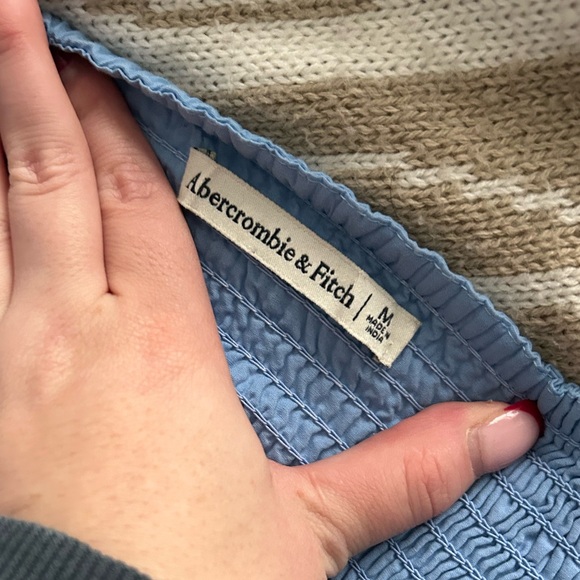 Abercrombie & Fitch | M
MADE IN
INDIA